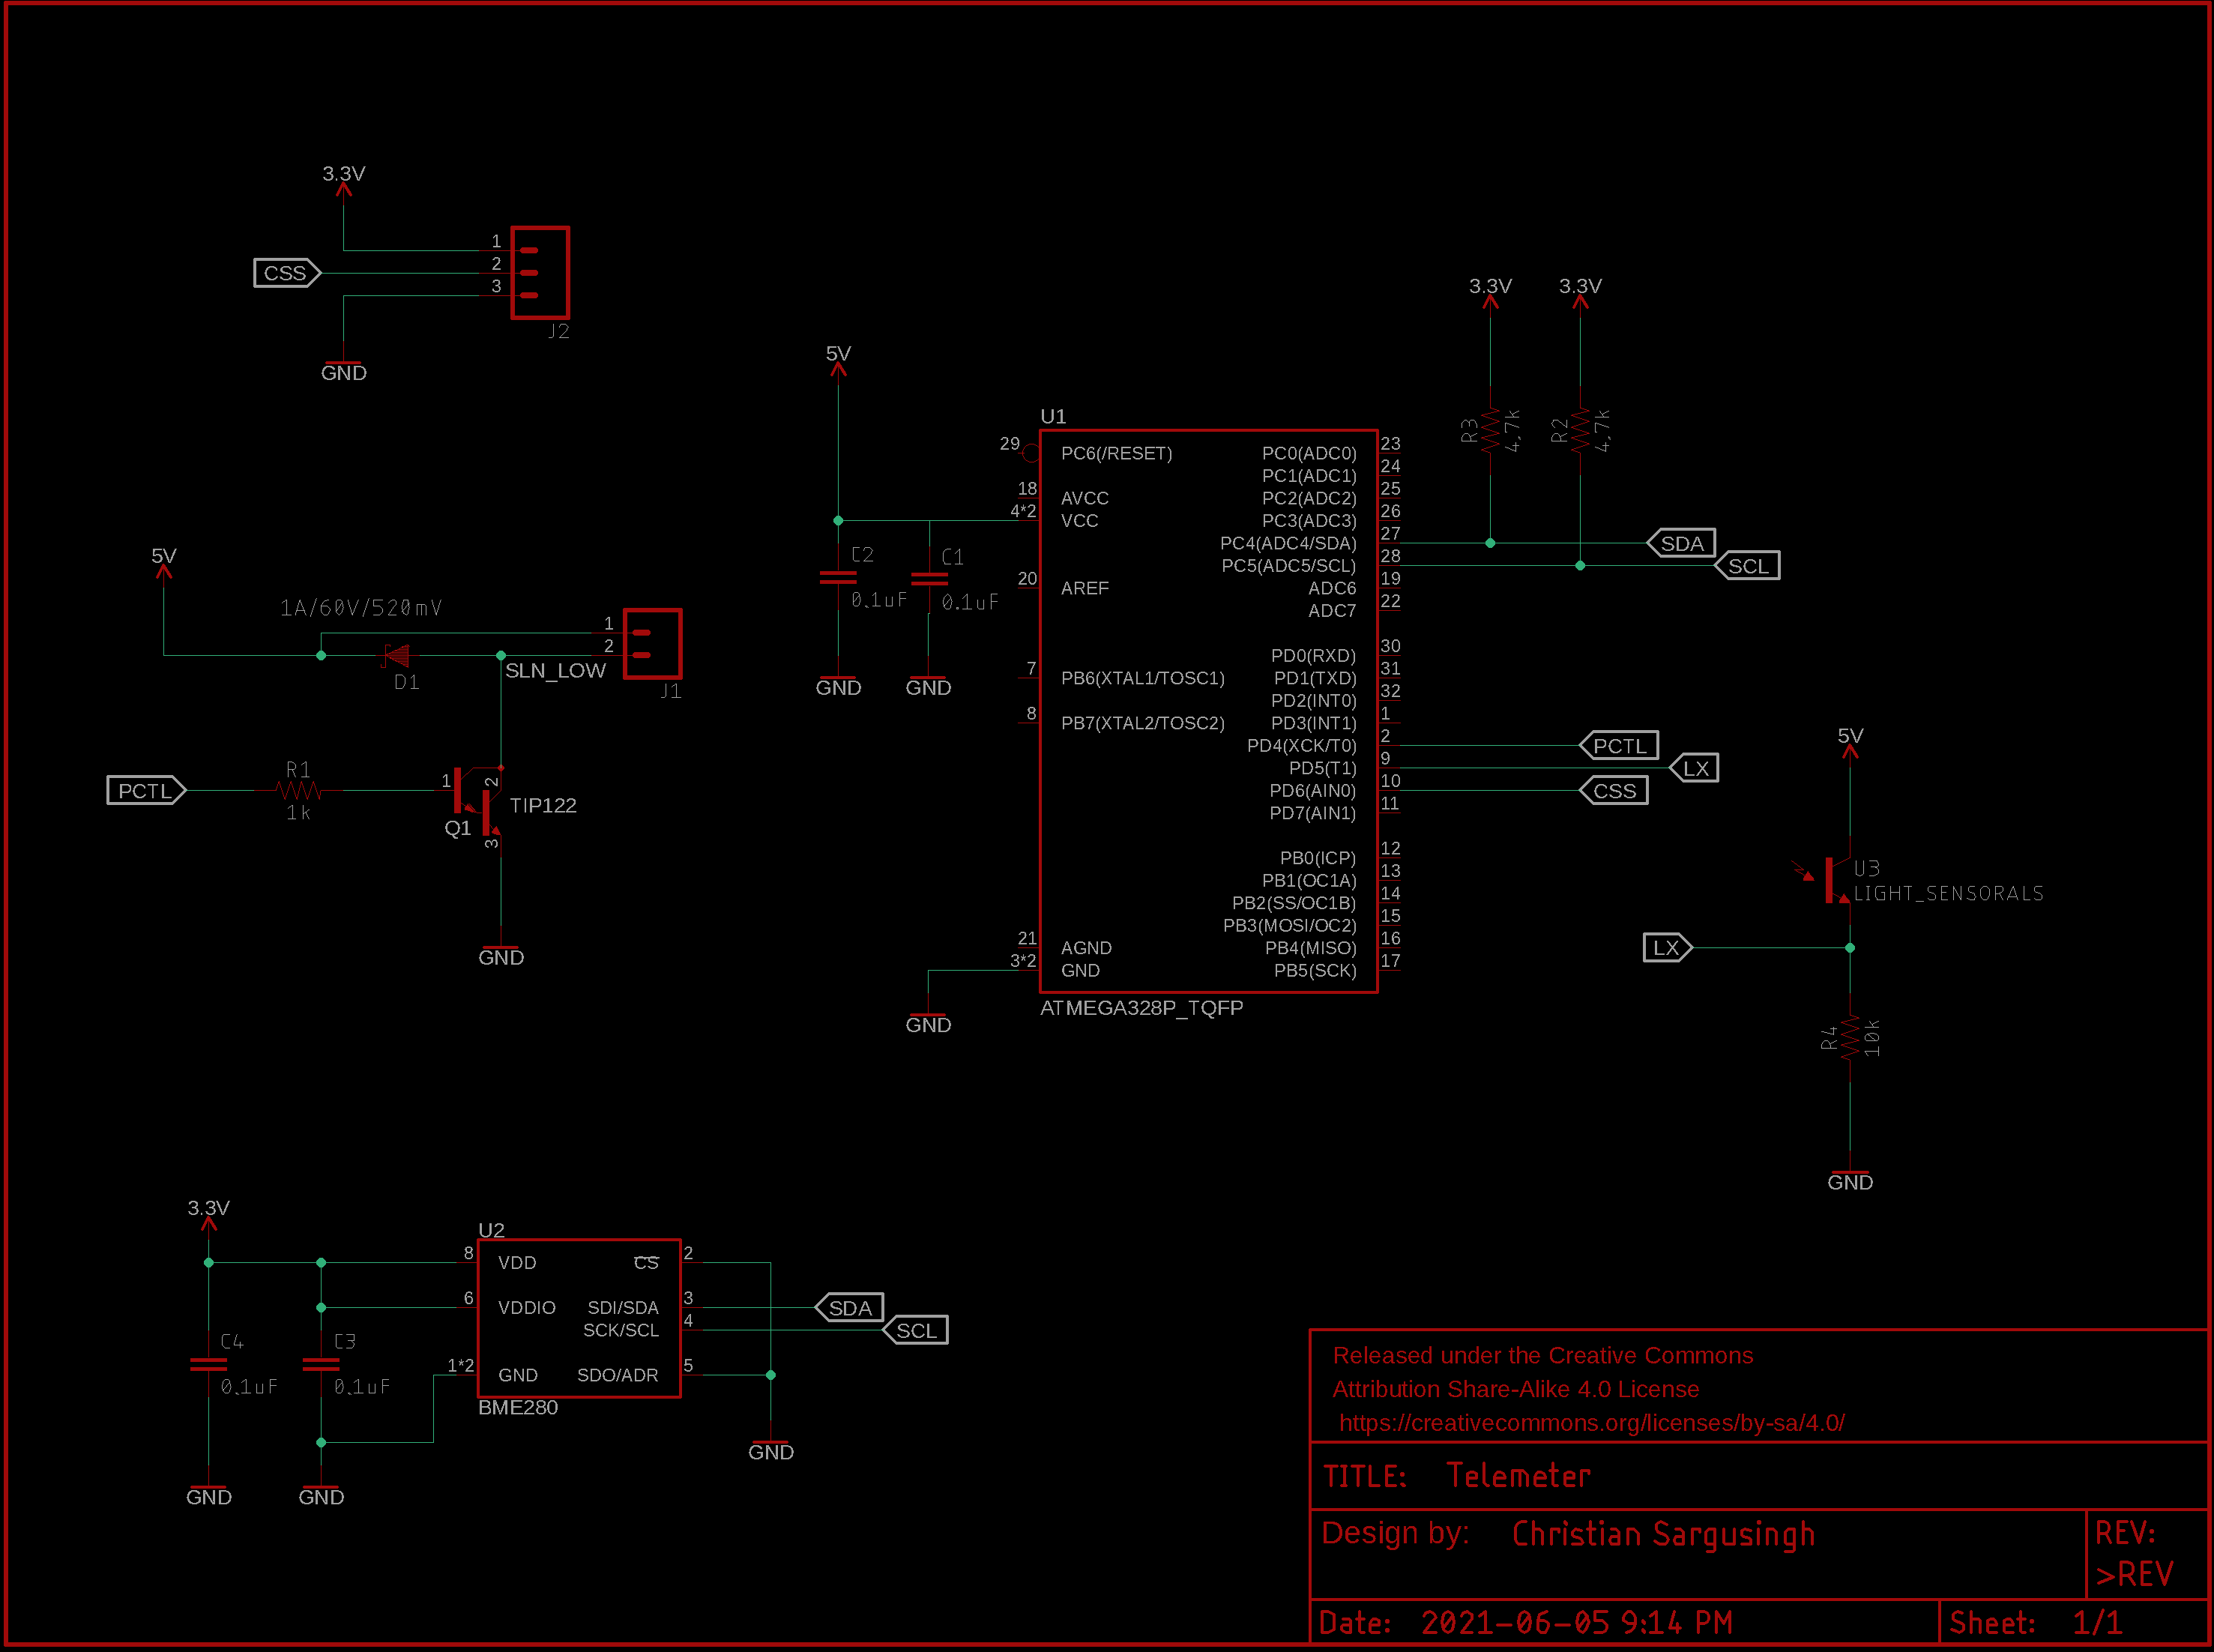 3.3V
1
CSS
2
3
J2
GND
5V
1A/60V/520mV
1
2
SLN_LOW
D1
J1
PCTL
R1
1k
1
2
TIP122
Q1
3
GND
5V
C2
C1
0.1uF
0.1uF
GND
GND
U1
29
PC6(/RESET)
18
AVCC
4*2
VCC
20
AREF
7
PB6(XTAL1/TOSC1)
8
PB7(XTAL2/TOSC2)
21
AGND
3*2
GND
GND
ATMEGA328P_TQFP
PC0(ADC0) 23
PC1(ADC1) 24
PC2(ADC2) 25
PC3(ADC3) 26
PC4(ADC4/SDA) 27
PC5(ADC5/SCL) 28
ADC6 19
ADC7 22
PD0(RXD) 30
PD1(TXD) 31
PD2(INT0) 32
PD3(INT1) 1
PD4(XCK/T0) 2
PD5(T1) 9
PD6(AIN0) 10
PD7(AIN1) 11
PB0(ICP) 12
PB1(OC1A) 13
PB2(SS/OC1B) 14
PB3(MOSI/OC2) 15
PB4(MISO) 16
PB5(SCK) 17
3.3V
3.3V
R3
4.7k
R2
4.7k
SDA
SCL
PCTL
LX
CSS
5V
U3
LIGHT_SENSORALS
LX
R4
10k
GND
3.3V
U2
8
VDD
CS
2
6
VDDIO
SDI/SDA
3
SCK/SCL
4
1*2
GND
SDO/ADR
5
BME280
SDA
SCL
C4
0.1uF
C3
0.1uF
GND
GND
GND
Released under the Creative Commons
Attribution Share-Alike 4.0 License
https://creativecommons.org/licenses/by-sa/4.0/
TITLE: Telemeter
Design by: Christian Sargusingh
REV:
>REV
Date: 2021-06-05 9:14 PM
Sheet: 1/1